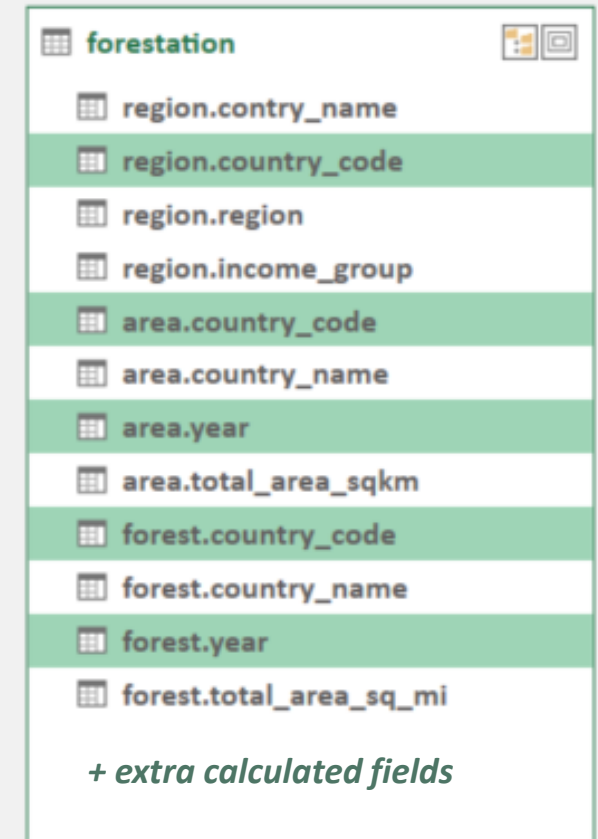 forestation
region.contry_name
region.country_code
region.region
region.income_group
area.country_code
area.country_name
area.year
area.total_area_sqkm
forest.country_code
forest.country_name
forest.year
forest.total_area_sq_mi
+ extra calculated fields